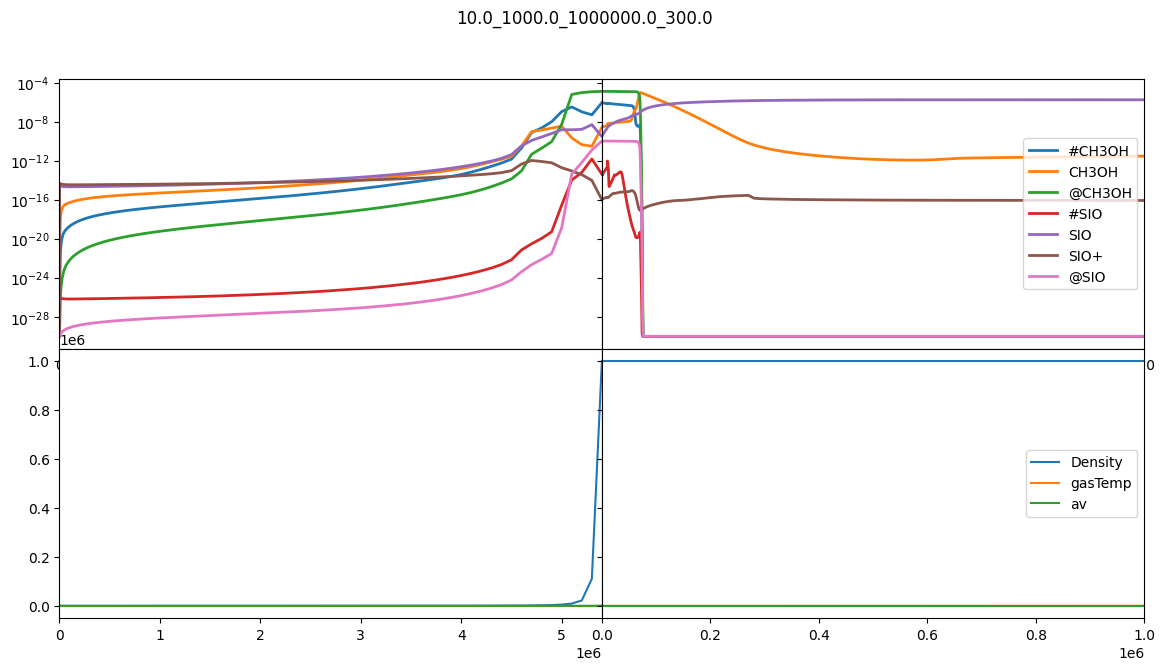 10.0_1000.0_1000000.0_300.0
10⁻⁴
10⁻⁸
10⁻¹²
10⁻¹⁶
10⁻²⁰
10⁻²⁴
10⁻²⁸
#CH3OH
CH3OH
@CH3OH
#SIO
SIO
SIO+
@SIO
1e6
0
1.0
0.8
0.6
0.4
0.2
0.0
Density
gasTemp
av
0 1 2 3 4 5 0.0 0.2 0.4 0.6 0.8 1.0
1e6 1e6